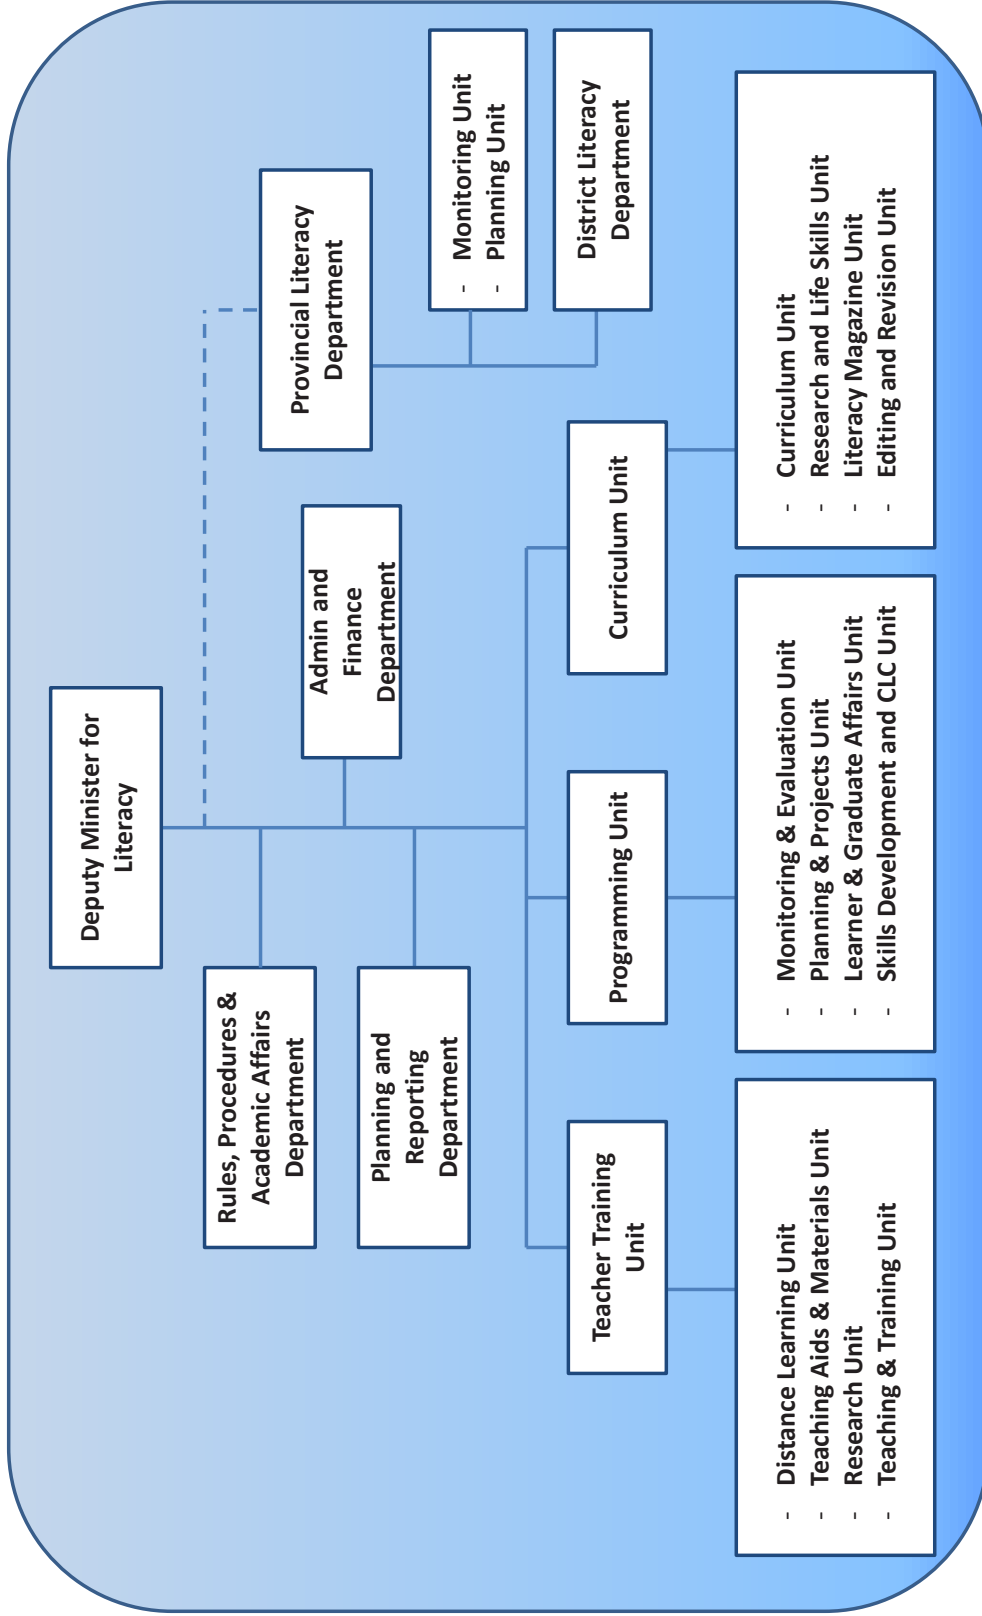 Deputy Minister for
Literacy
Rules, Procedures &
Academic Affairs
Department
Provincial Literacy
Department
Admin and
Finance
Department
Planning and
Reporting
Department
- Monitoring Unit
- Planning Unit
District Literacy
Department
Teacher Training
Unit
Programming Unit
Curriculum Unit
- Distance Learning Unit
- Teaching Aids & Materials Unit
- Research Unit
- Teaching & Training Unit
- Monitoring & Evaluation Unit
- Planning & Projects Unit
- Learner & Graduate Affairs Unit
- Skills Development and CLC Unit
- Curriculum Unit
- Research and Life Skills Unit
- Literacy Magazine Unit
- Editing and Revision Unit